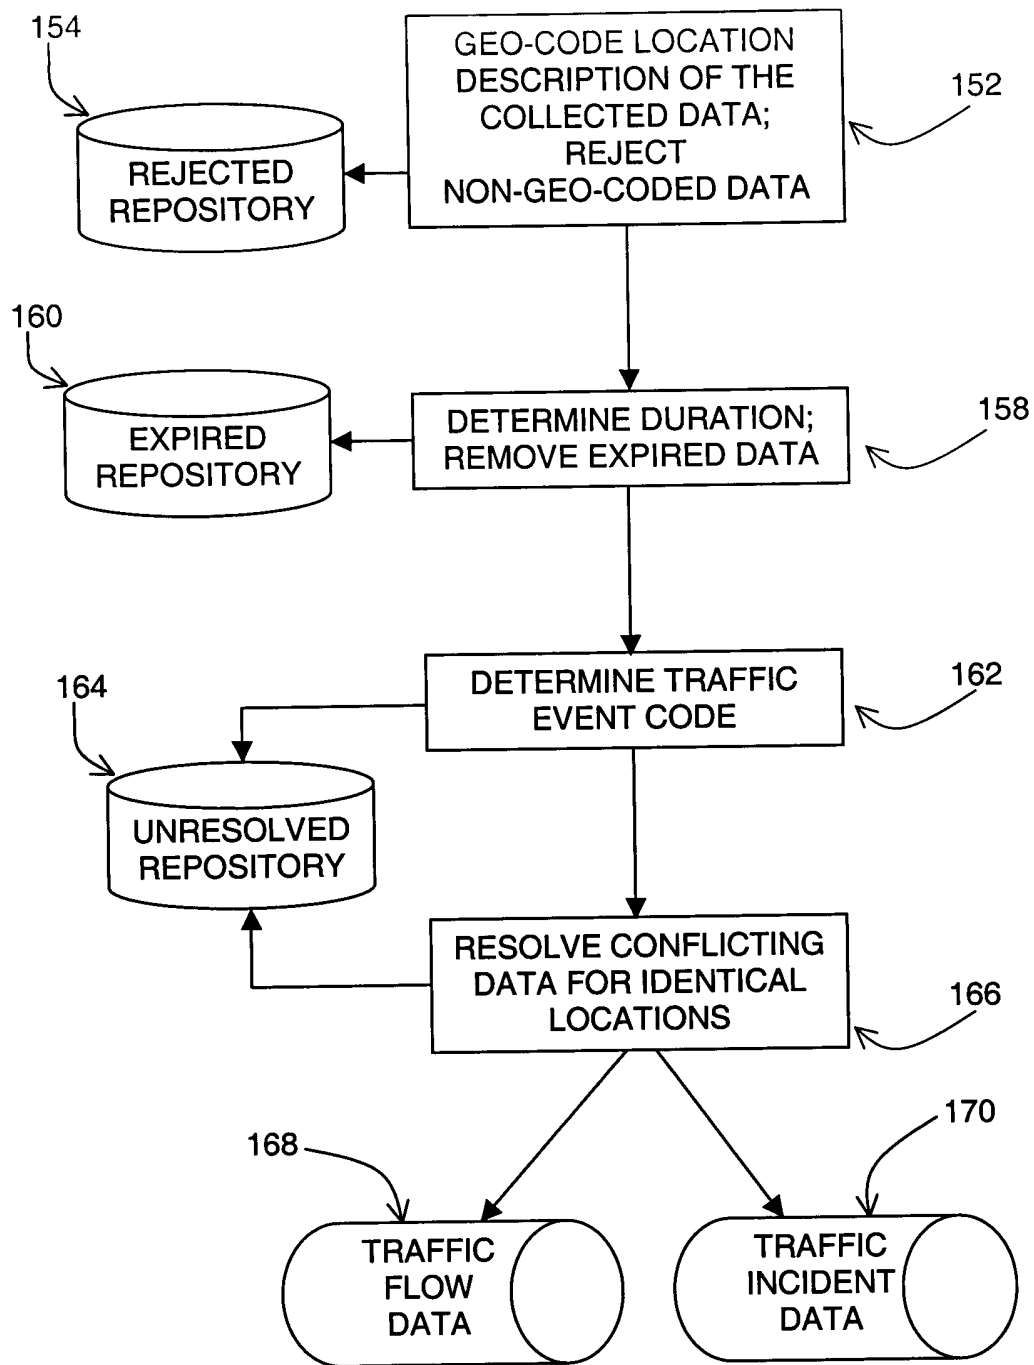 154
GEO-CODE LOCATION
DESCRIPTION OF THE
COLLECTED DATA;
REJECT
NON-GEO-CODED DATA
152
REJECTED
REPOSITORY
160
EXPIRED
REPOSITORY
DETERMINE DURATION;
REMOVE EXPIRED DATA
158
164
DETERMINE TRAFFIC
EVENT CODE
162
UNRESOLVED
REPOSITORY
RESOLVE CONFLICTING
DATA FOR IDENTICAL
LOCATIONS
166
168
170
TRAFFIC
FLOW
DATA
TRAFFIC
INCIDENT
DATA